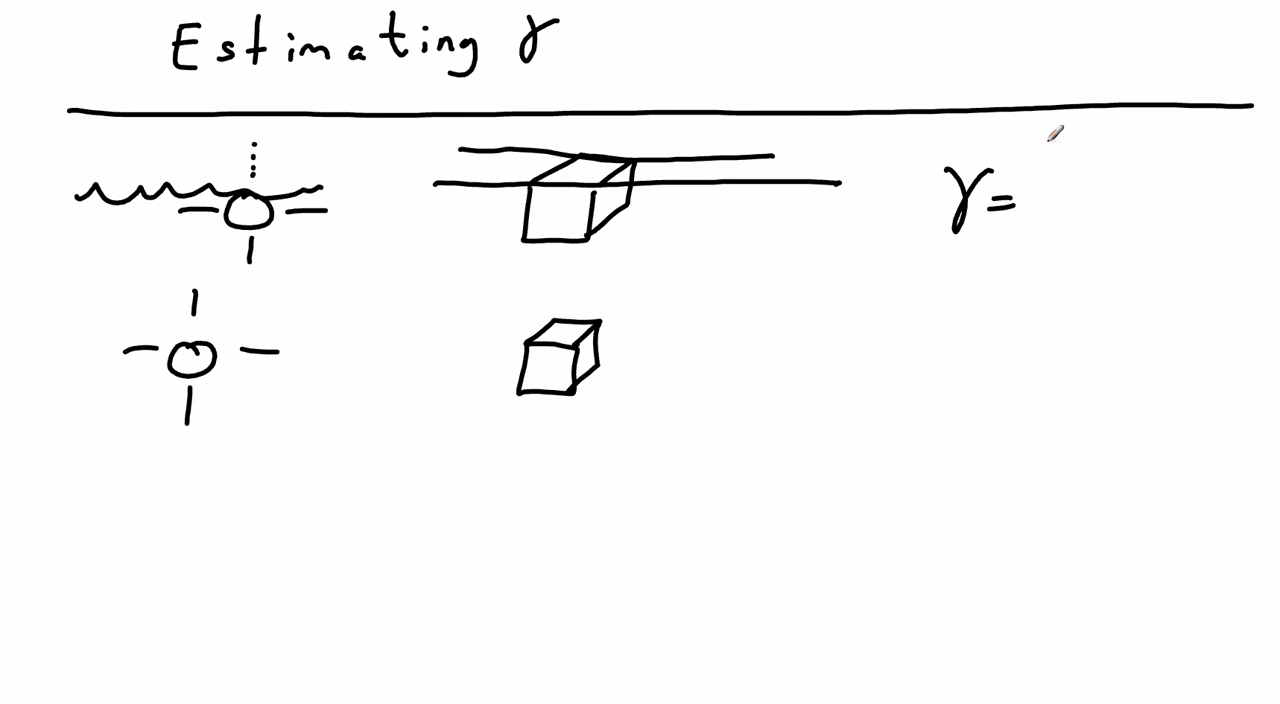 Estimating γ
γ =